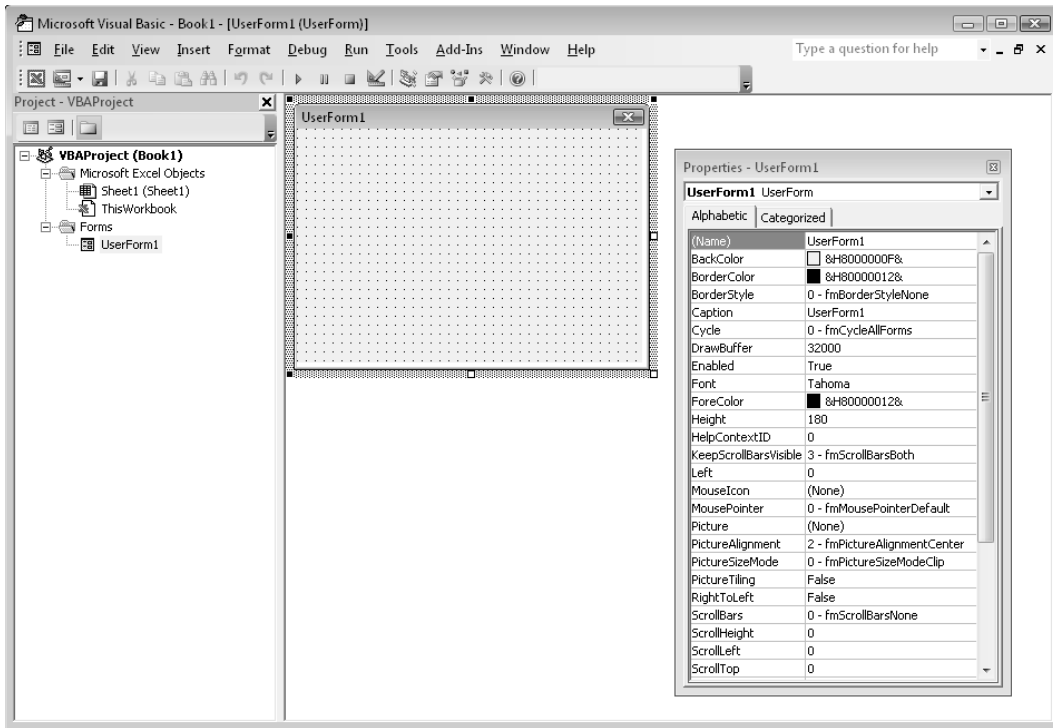 Microsoft Visual Basic - Book1 - [UserForm1 (UserForm)]
File Edit View Insert Format Debug Run Tools Add-Ins Window Help Type a question for help
Project - VBAProject
VBAProject (Book1)
Microsoft Excel Objects
Sheet1 (Sheet1)
ThisWorkbook
Forms
UserForm1
UserForm1
Properties - UserForm1
UserForm1 UserForm
Alphabetic Categorized
(Name) UserForm1
BackColor &H8000000F&
BorderColor &H80000012&
BorderStyle 0 - fmBorderStyleNone
Caption UserForm1
Cycle 0 - fmCycleAllForms
DrawBuffer 32000
Enabled True
Font Tahoma
ForeColor &H80000012&
Height 180
HelpContextID 0
KeepScrollBarsVisible 3 - fmScrollBarsBoth
Left 0
MouseIcon (None)
MousePointer 0 - fmMousePointerDefault
Picture (None)
PictureAlignment 2 - fmPictureAlignmentCenter
PictureSizeMode 0 - fmPictureSizeModeClip
PictureTiling False
RightToLeft False
ScrollBars 0 - fmScrollBarsNone
ScrollHeight 0
ScrollLeft 0
ScrollTop 0